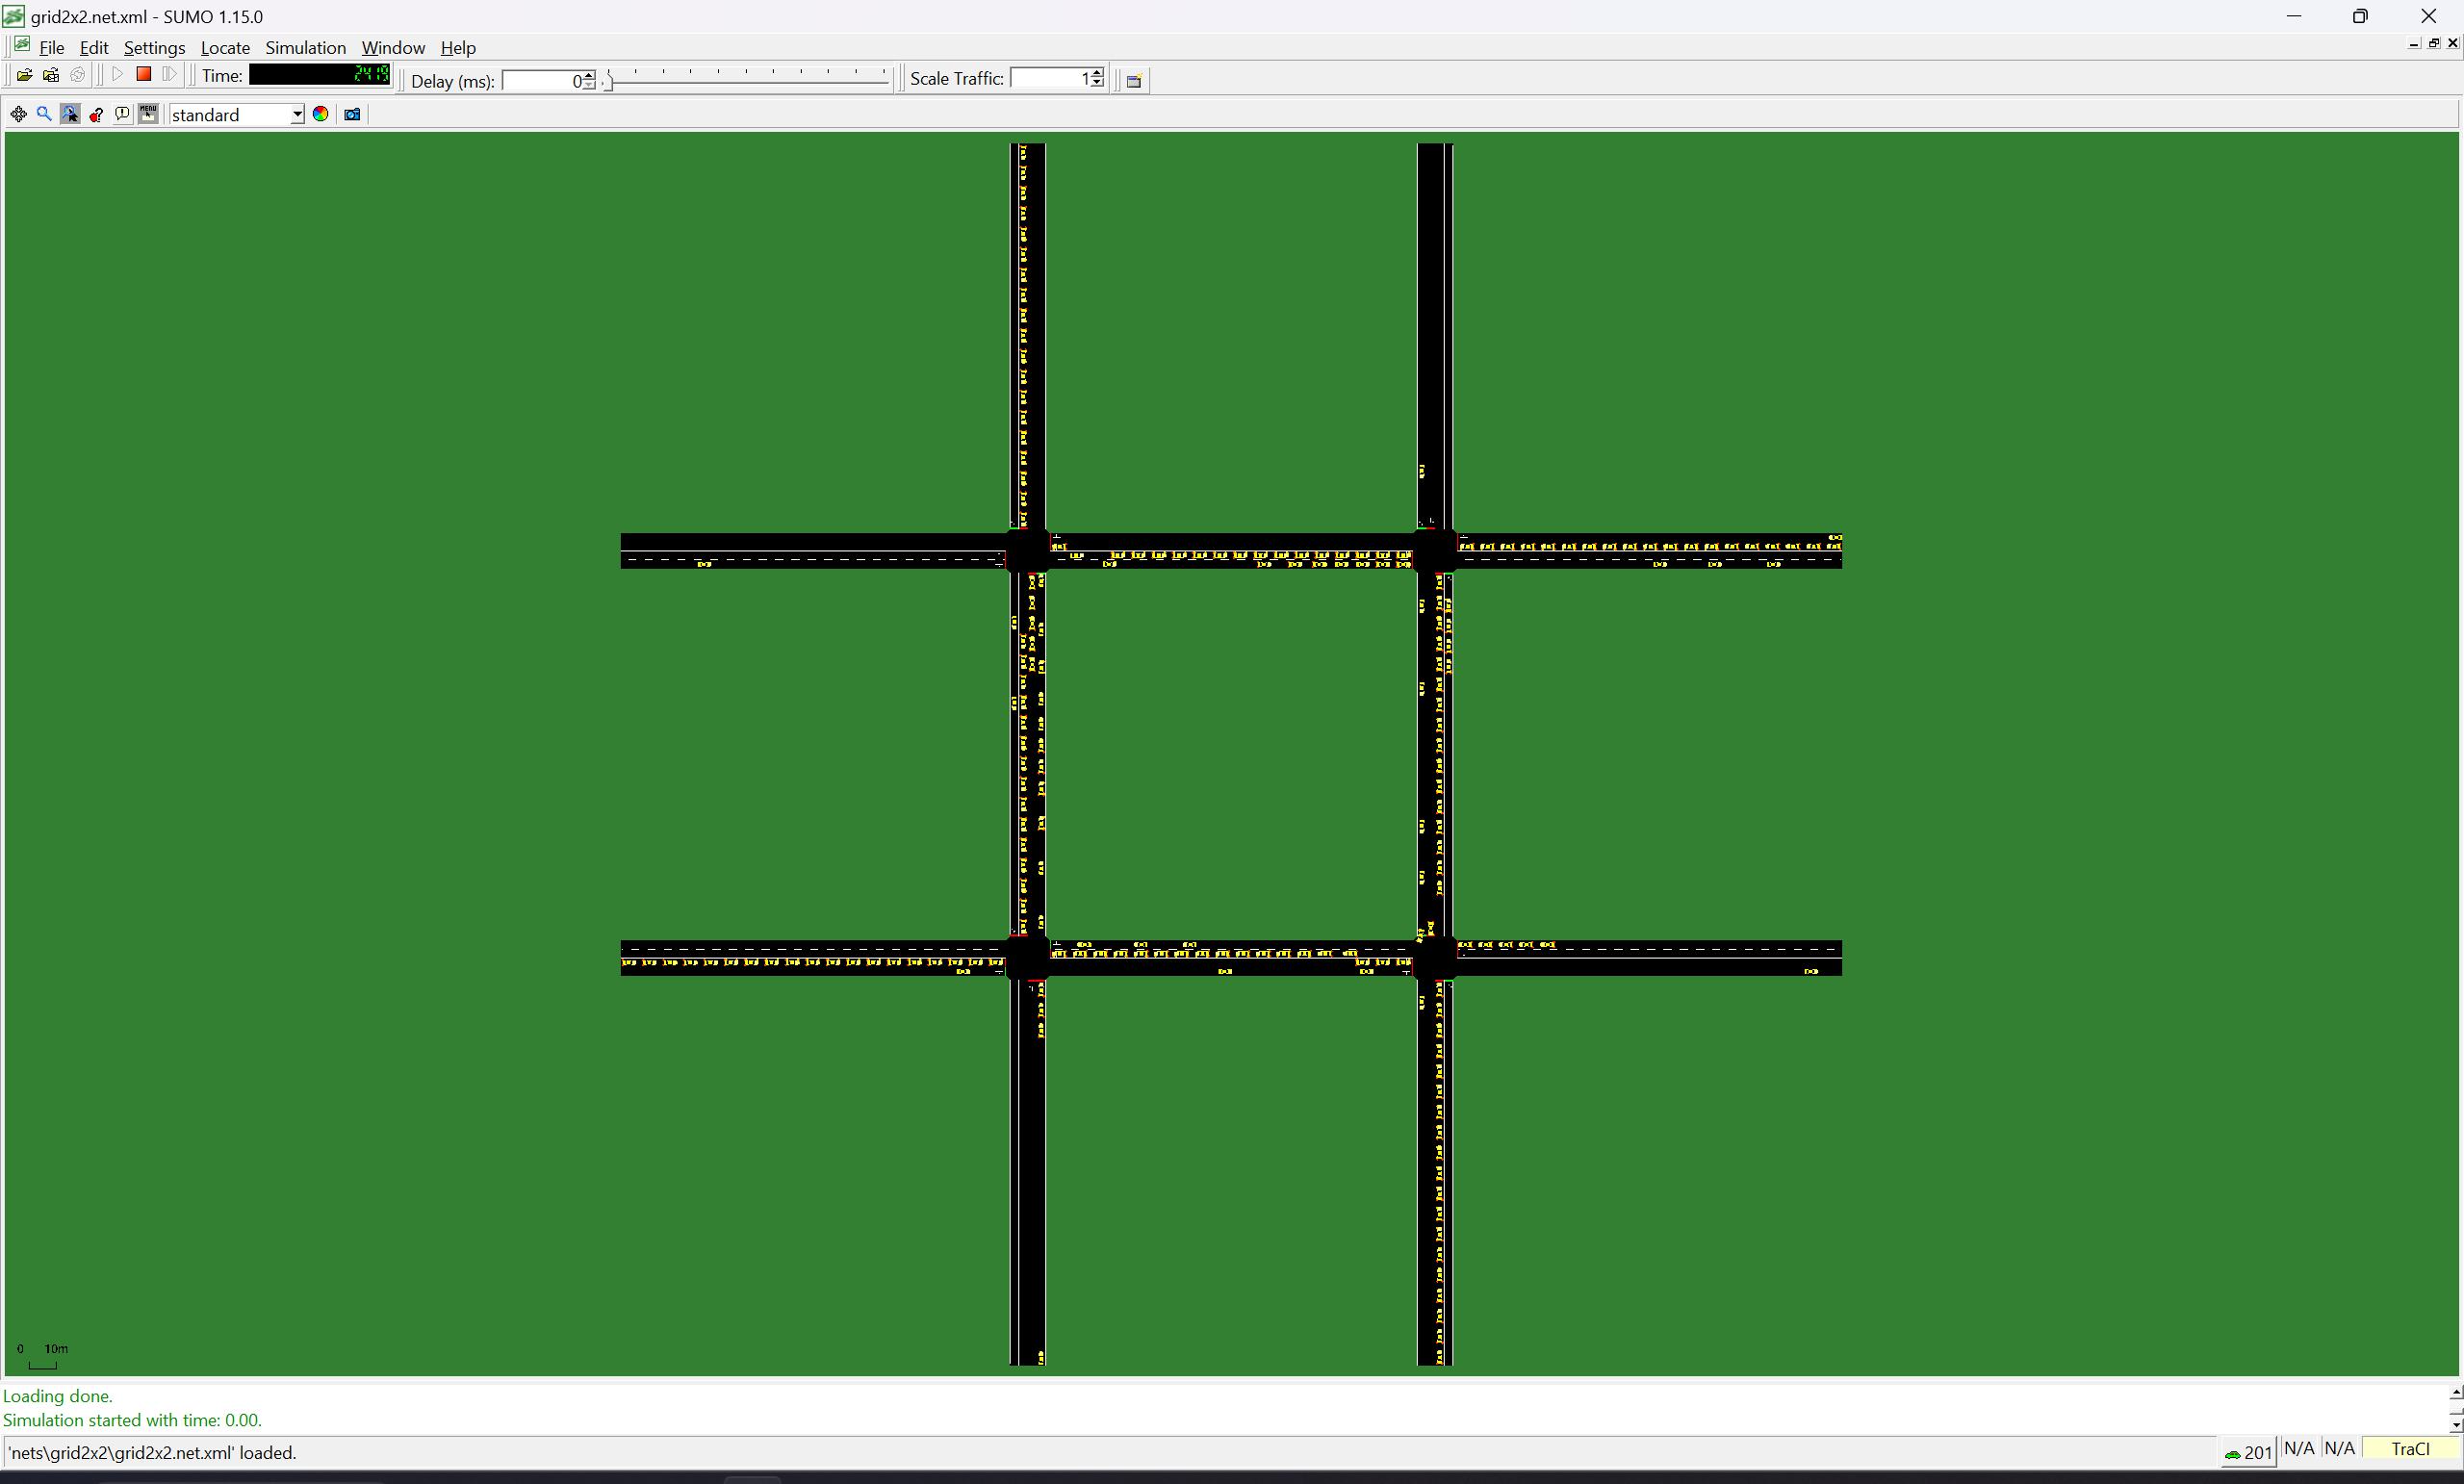 grid2x2.net.xml - SUMO 1.15.0
File Edit Settings Locate Simulation Window Help
Time: 2419 Delay (ms): 0 Scale Traffic: 1
MENU standard
0 10m
Loading done.
Simulation started with time: 0.00.
'nets\grid2x2\grid2x2.net.xml' loaded. 201 N/A N/A TraCI